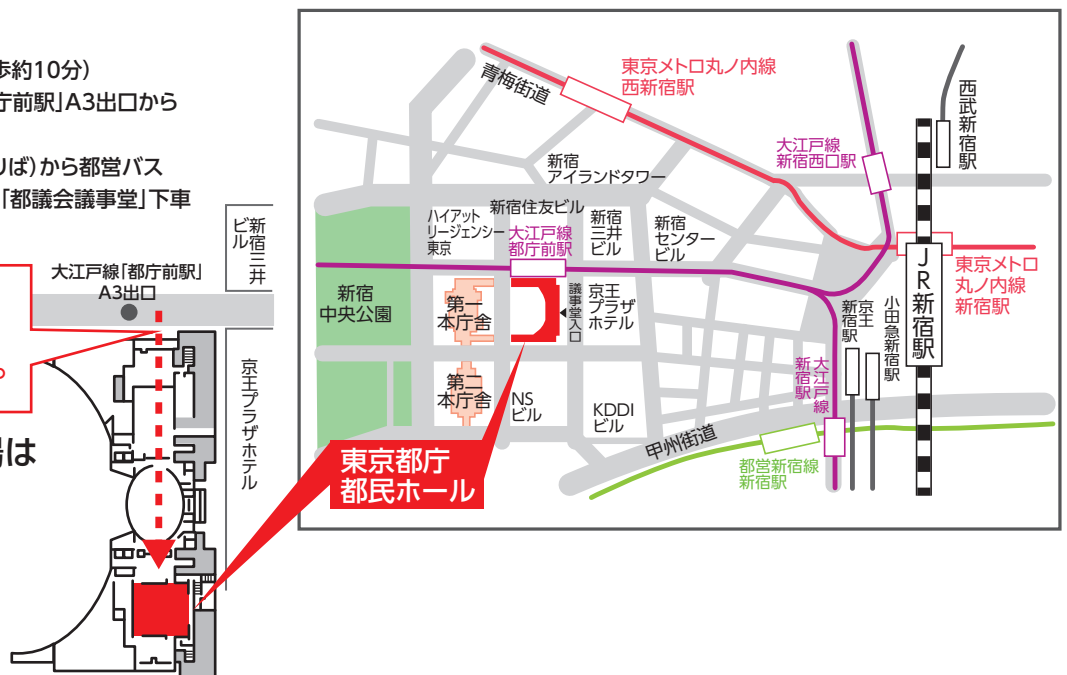 歩約10分)
庁前駅」A3出口から
りば)から都営バス
「都議会議事堂」下車
新宿三井
ビル
大江戸線「都庁前駅」
A3出口
。
場は
京王プラザホテル
東京都庁
都民ホール
青梅街道
東京メトロ丸ノ内線
西新宿駅
西武新宿駅
大江戸線
新宿西口駅
新宿
アイランドタワー
新宿住友ビル
ハイアット
リージェンシー
東京
大江戸線
都庁前駅
新宿
三井
ビル
新宿
センター
ビル
JR新宿駅
東京メトロ
丸ノ内線
新宿駅
新宿
中央公園
第一
本庁舎
議事堂入口
京王
プラザ
ホテル
京王
新宿駅
小田急新宿駅
大江戸線
新宿駅
第二
本庁舎
NS
ビル
KDDI
ビル
甲州街道
都営新宿線
新宿駅